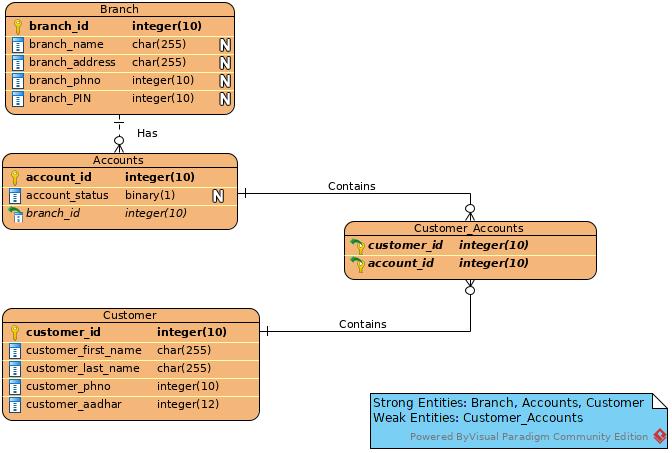 Branch
branch_id integer(10)
branch_name char(255) N
branch_address char(255) N
branch_phno integer(10) N
branch_PIN integer(10) N
Has
Accounts
account_id integer(10)
account_status binary(1) N
branch_id integer(10)
Contains
Customer_Accounts
customer_id integer(10)
account_id integer(10)
Contains
Customer
customer_id integer(10)
customer_first_name char(255)
customer_last_name char(255)
customer_phno integer(10)
customer_aadhar integer(12)
Strong Entities: Branch, Accounts, Customer
Weak Entities: Customer_Accounts
Powered ByVisual Paradigm Community Edition